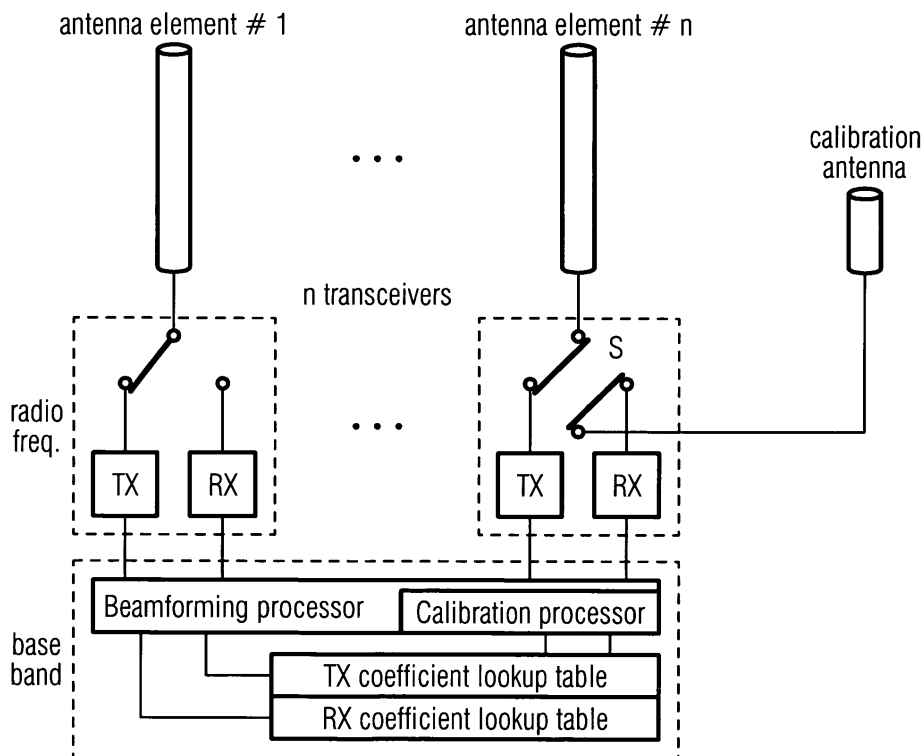 antenna element # 1
antenna element # n
calibration
antenna
n transceivers
S
radio
freq.
TX
RX
TX
RX
Beamforming processor
Calibration processor
base
band
TX coefficient lookup table
RX coefficient lookup table